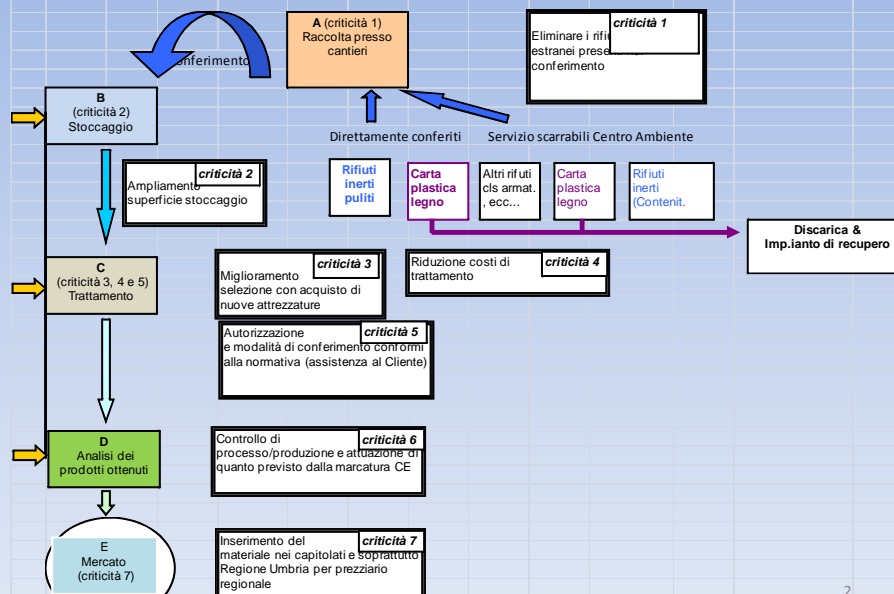 A (criticità 1)
Raccolta presso
cantieri
criticità 1
Eliminare i
estranei
conferimento
B
(criticità 2)
Stoccaggio
Direttamente conferiti
Servizio scarrabili Centro Ambiente
criticità 2
Ampliamento
superficie stoccaggio
Rifiuti
inerti
puliti
Carta
plastica
legno
Altri rifiuti
cls armat.
, ecc...
Carta
plastica
legno
Rifiuti
inerti
(Contenit.
Discarica &
Imp.ianto di recupero
C
(criticità 3, 4 e 5)
Trattamento
criticità 3
Miglioramento
selezione con acquisto di
nuove attrezzature
Riduzione costi di
trattamento
criticità 4
Autorizzazione
criticità 5
e modalità di conferimento conformi
alla normativa (assistenza al Cliente)
D
Analisi dei
prodotti ottenuti
Controllo di
criticità 6
processo/produzione e attuazione di
quanto previsto dalla marcatura CE
E
Mercato
(criticità 7)
Inserimento del
criticità 7
materiale nei capitolati e soprattutto
Regione Umbria per prezziario
regionale
2